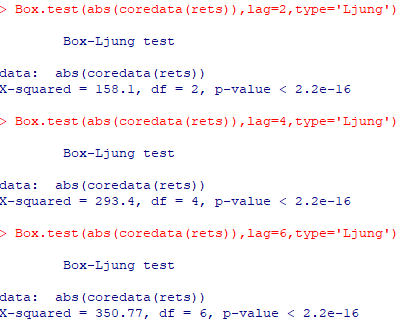 > Box.test(abs(coredata(rets)),lag=2,type='Ljung')
Box-Ljung test
data:  abs(coredata(rets))
X-squared = 158.1, df = 2, p-value < 2.2e-16
> Box.test(abs(coredata(rets)),lag=4,type='Ljung')
Box-Ljung test
data:  abs(coredata(rets))
X-squared = 293.4, df = 4, p-value < 2.2e-16
> Box.test(abs(coredata(rets)),lag=6,type='Ljung')
Box-Ljung test
data:  abs(coredata(rets))
X-squared = 350.77, df = 6, p-value < 2.2e-16